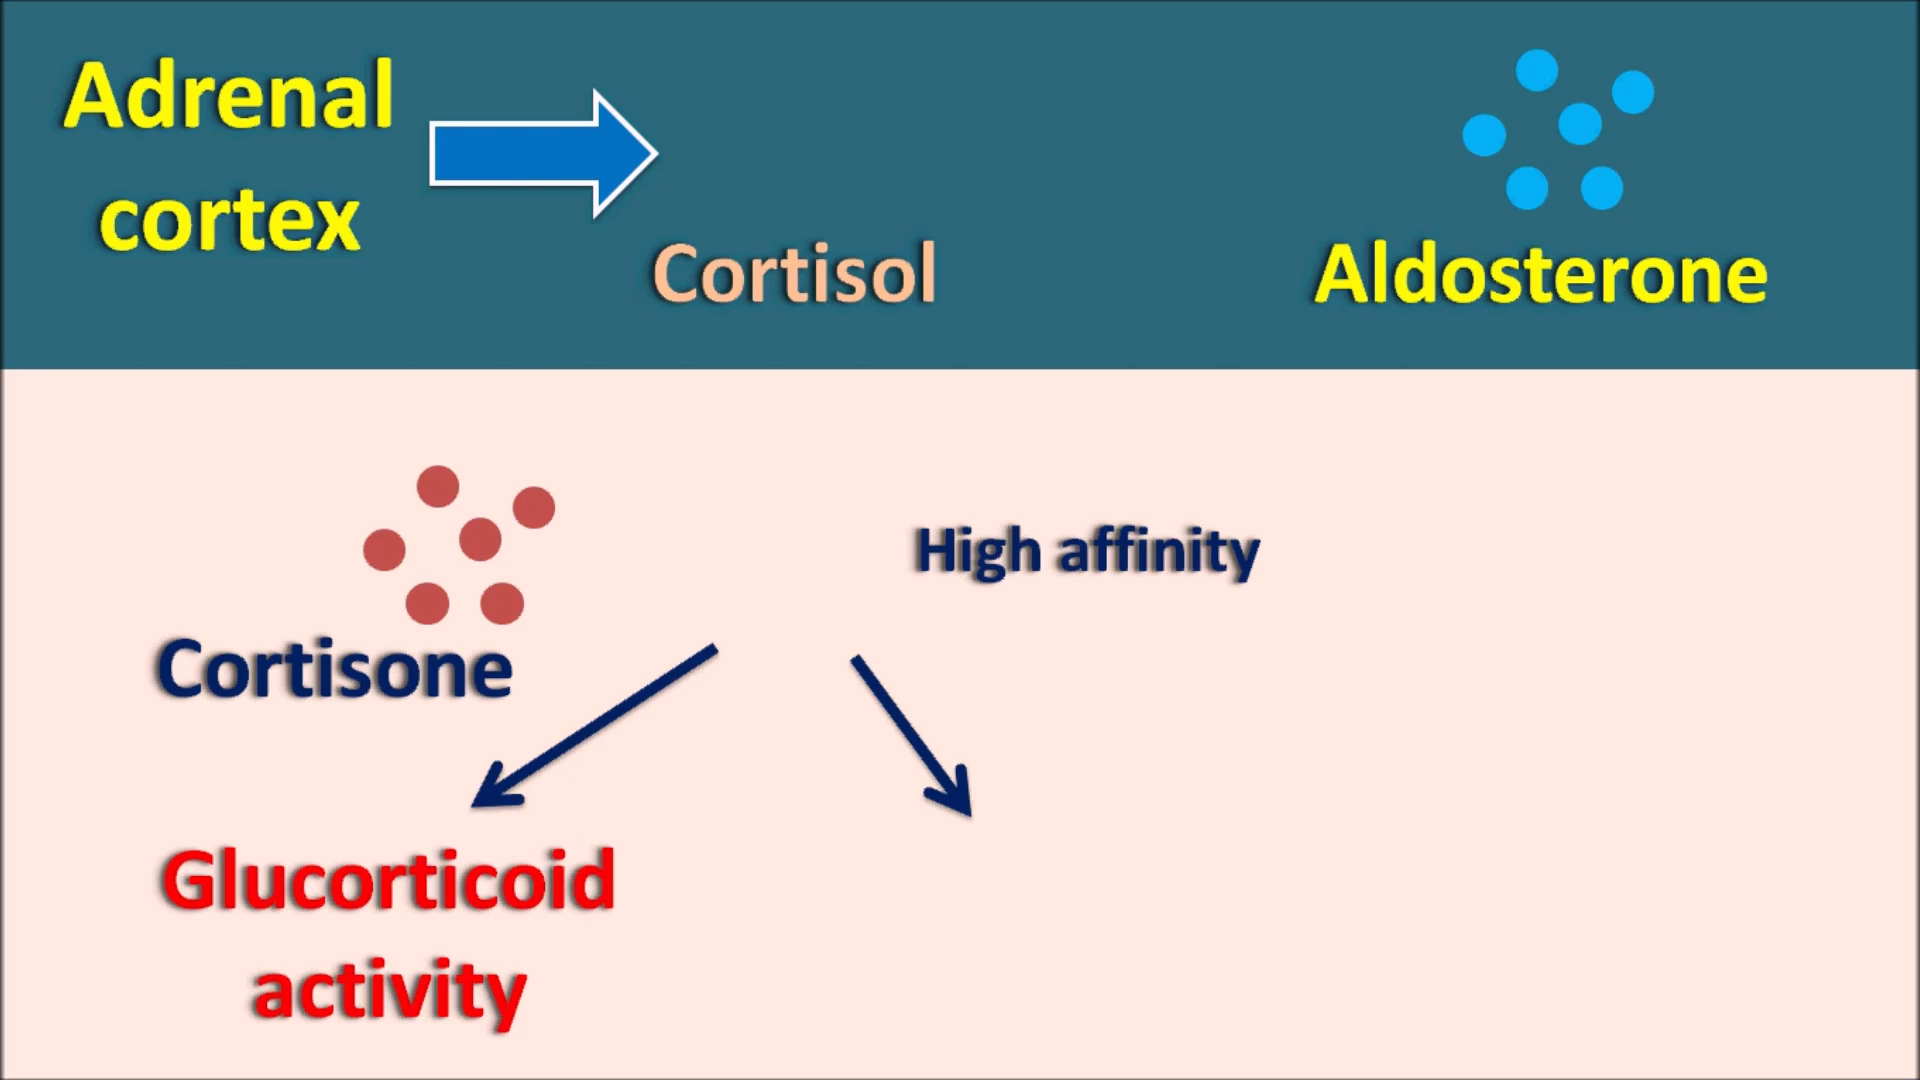 Adrenal
cortex
Cortisol
Aldosterone
High affinity
Cortisone
Glucorticoid
activity